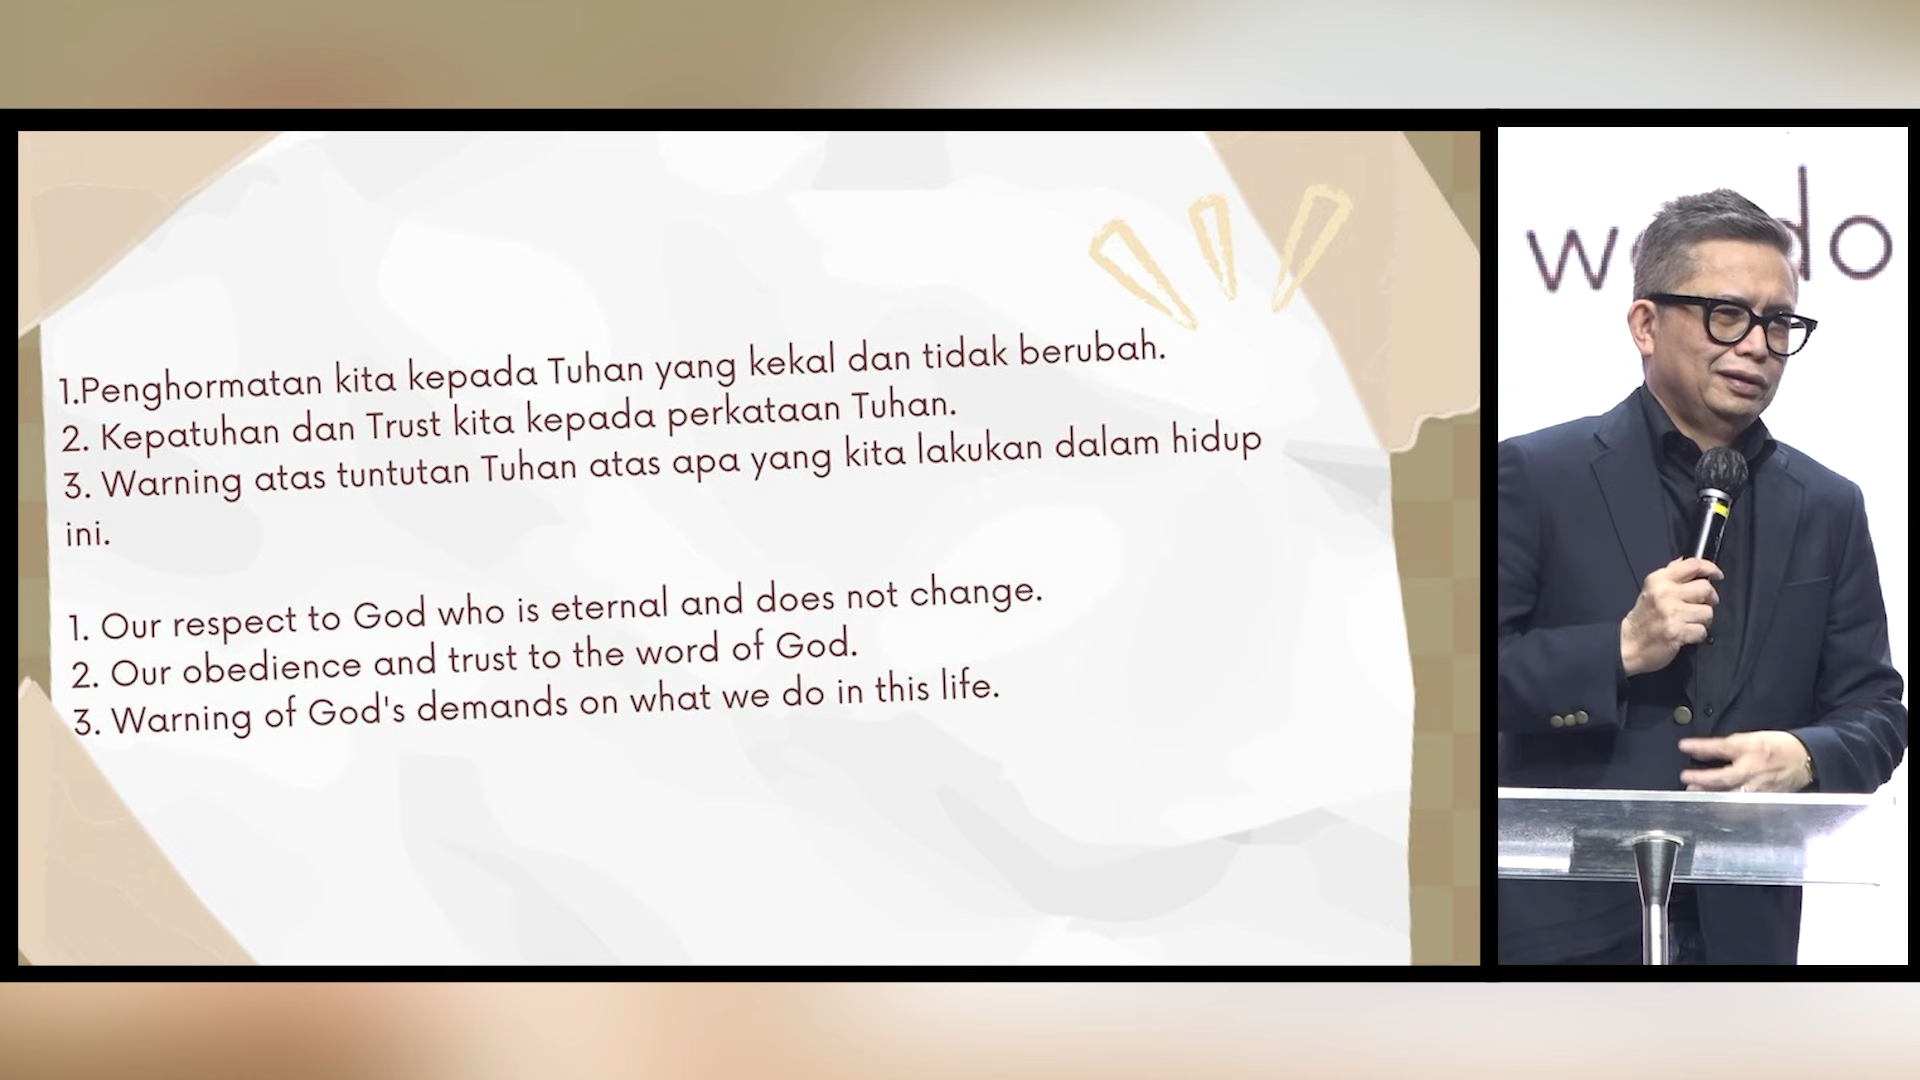 1.Penghormatan kita kepada Tuhan yang kekal dan tidak berubah.
2. Kepatuhan dan Trust kita kepada perkataan Tuhan.
3. Warning atas tuntutan Tuhan atas apa yang kita lakukan dalam hidup
ini.
1. Our respect to God who is eternal and does not change.
2. Our obedience and trust to the word of God.
3. Warning of God's demands on what we do in this life.
do